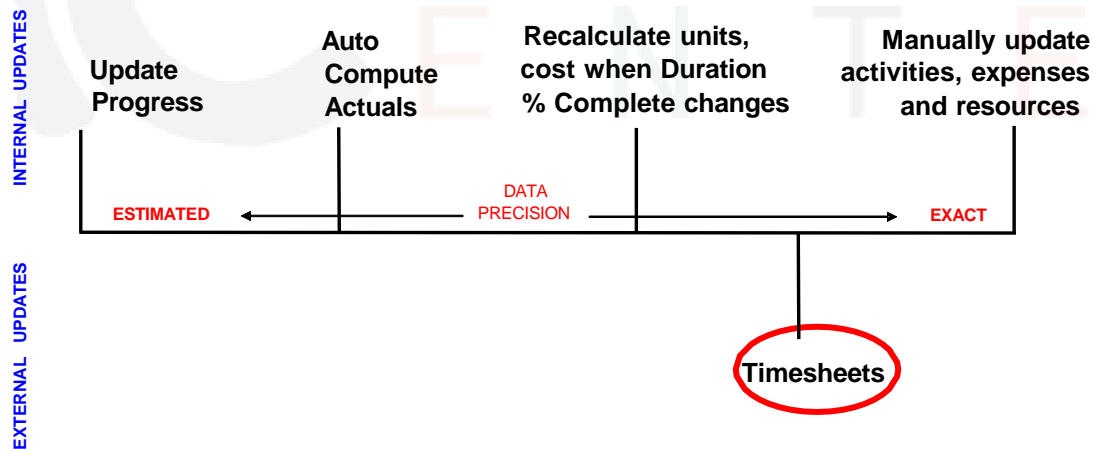 INTERNAL UPDATES
Update
Progress
Auto
Compute
Actuals
Recalculate units,
cost when Duration
% Complete changes
Manually update
activities, expenses
and resources
ESTIMATED
DATA
PRECISION
EXACT
EXTERNAL UPDATES
Timesheets
E N T E